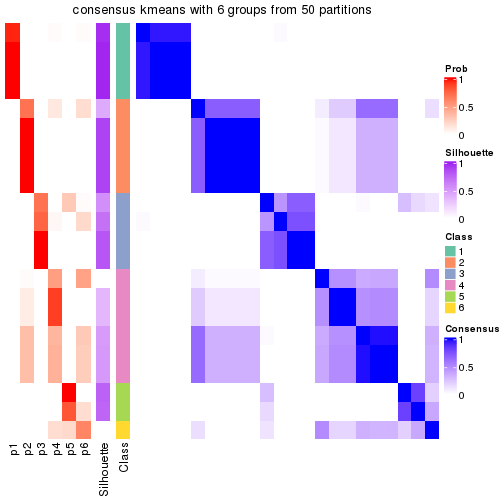 consensus kmeans with 6 groups from 50 partitions
Prob
1
0.5
0
Silhouette
1
0.5
0
Class
1
2
3
4
5
6
Consensus
1
0.5
0
p1
p2
p3
p4
p5
p6
Silhouette
Class